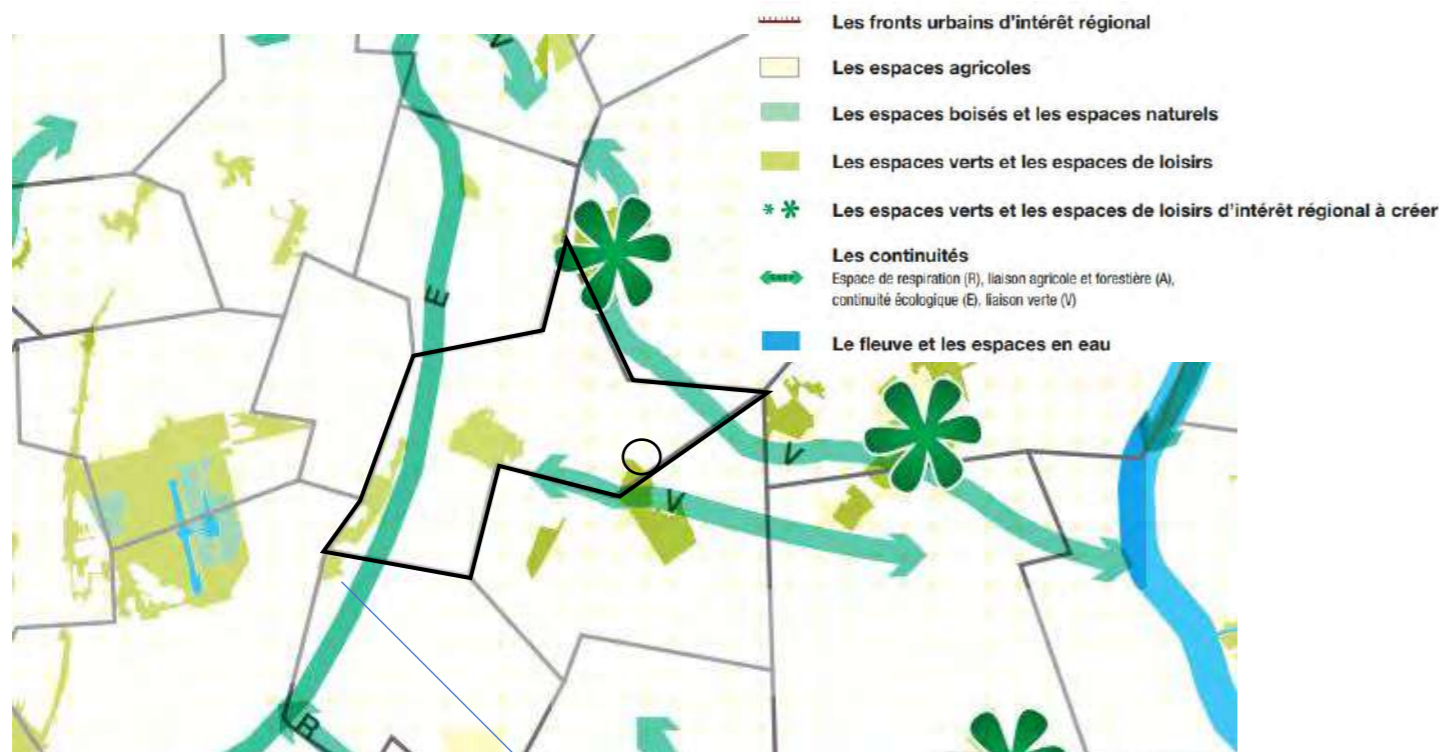 Les fronts urbains d'intérêt régional
Les espaces agricoles
Les espaces boisés et les espaces naturels
Les espaces verts et les espaces de loisirs
Les espaces verts et les espaces de loisirs d'intérêt régional à créer
Les continuités
Espace de respiration (R), liaison agricole et forestière (A),
continuité écologique (E), liaison verte (V)
Le fleuve et les espaces en eau
V
E
V
V
R